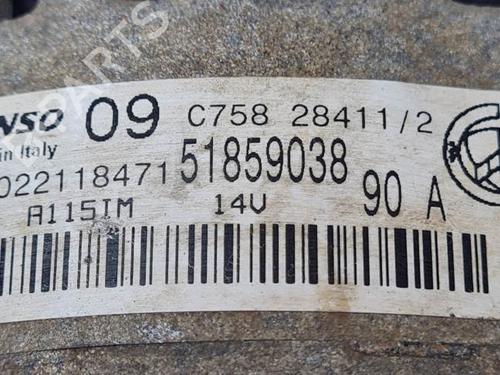 NSO 09 C758 28411/2
in Italy
022118471 51859038
A115IM 14V 90 A